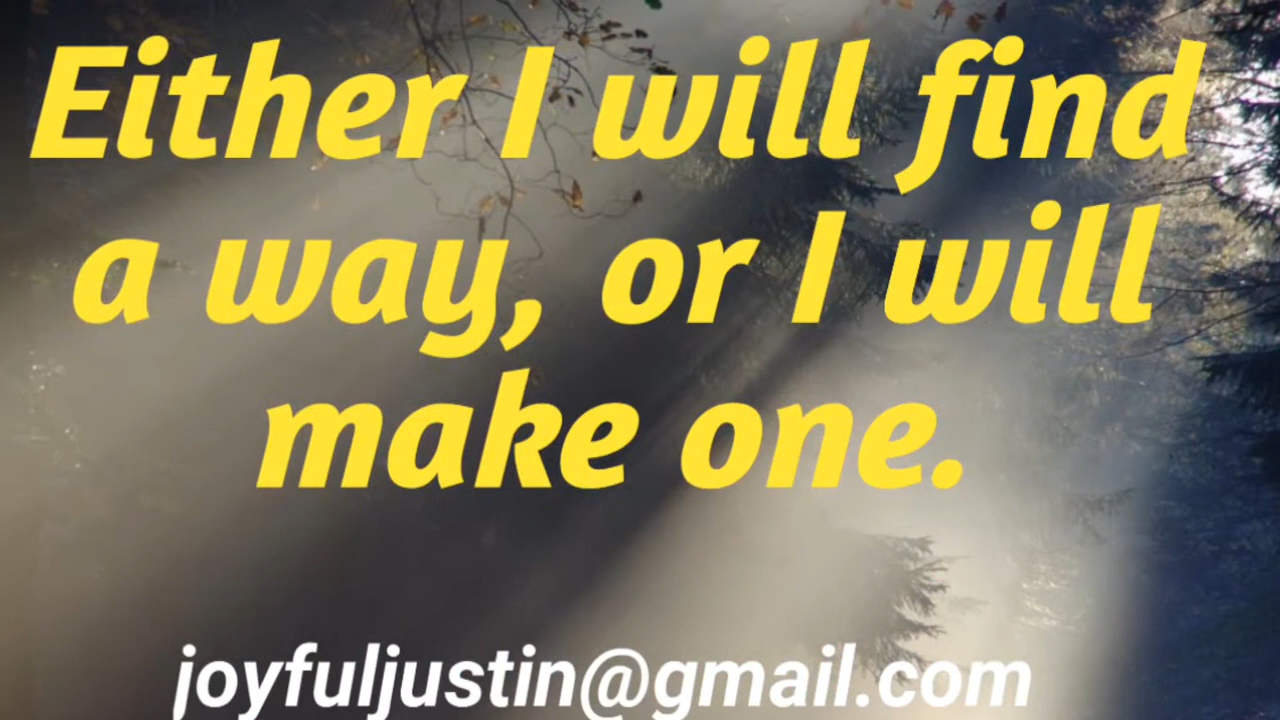 Either I will find
a way, or I will
make one.
joyfuljustin@gmail.com